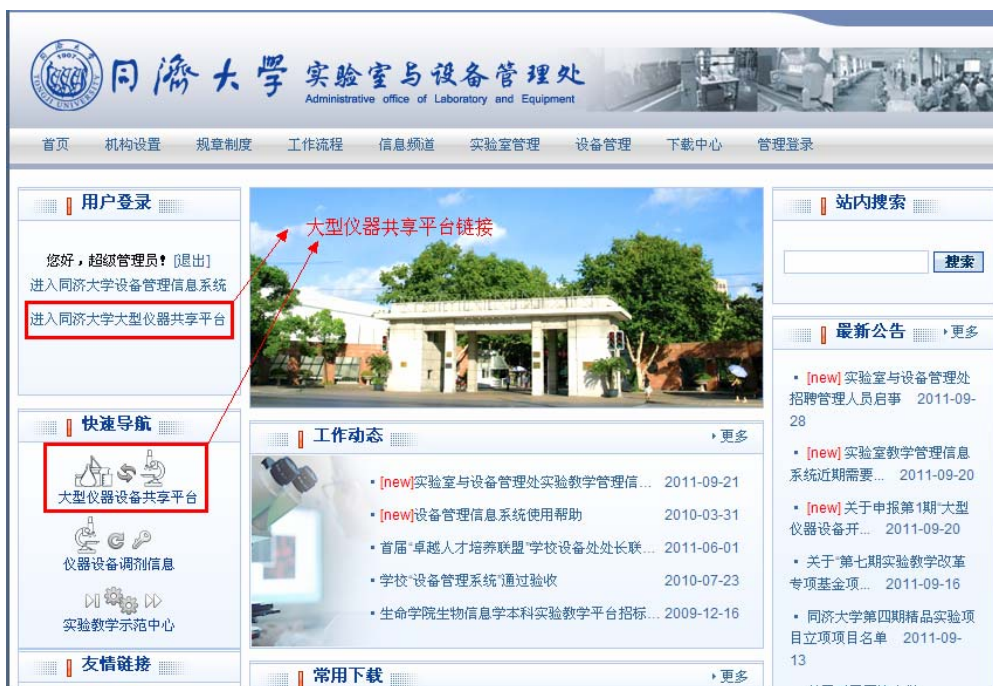 同濟大学 实验室与设备管理处
Administrative office of Laboratory and Equipment
1907
TONGJI UNIVERSITY
首页 机构设置 规章制度 工作流程 信息频道 实验室管理 设备管理 下载中心 管理登录
用户登录
您好,超级管理员! [退出]
进入同济大学设备管理信息系统
进入同济大学大型仪器共享平台
快速导航
大型仪器设备共享平台
仪器设备调剂信息
实验教学示范中心
友情链接
大型仪器共享平台链接
工作动态 更多
[new]实验室与设备管理处实验教学管理信... 2011-09-21
[new]设备管理信息系统使用帮助 2010-03-31
首届“卓越人才培养联盟”学校设备处处长联... 2011-06-01
学校“设备管理系统”通过验收 2010-07-23
生命学院生物信息学本科实验教学平台招标... 2009-12-16
常用下载 更多
站内搜索
搜索
最新公告 更多
[new] 实验室与设备管理处
招聘管理人员启事 2011-09-
28
[new] 实验室教学管理信息
系统近期需要... 2011-09-20
[new] 关于申报第1期“大型
仪器设备开... 2011-09-20
关于“第七期实验教学改革
专项基金项... 2011-09-16
同济大学第四期精品实验项
目立项项目名单 2011-09-
13